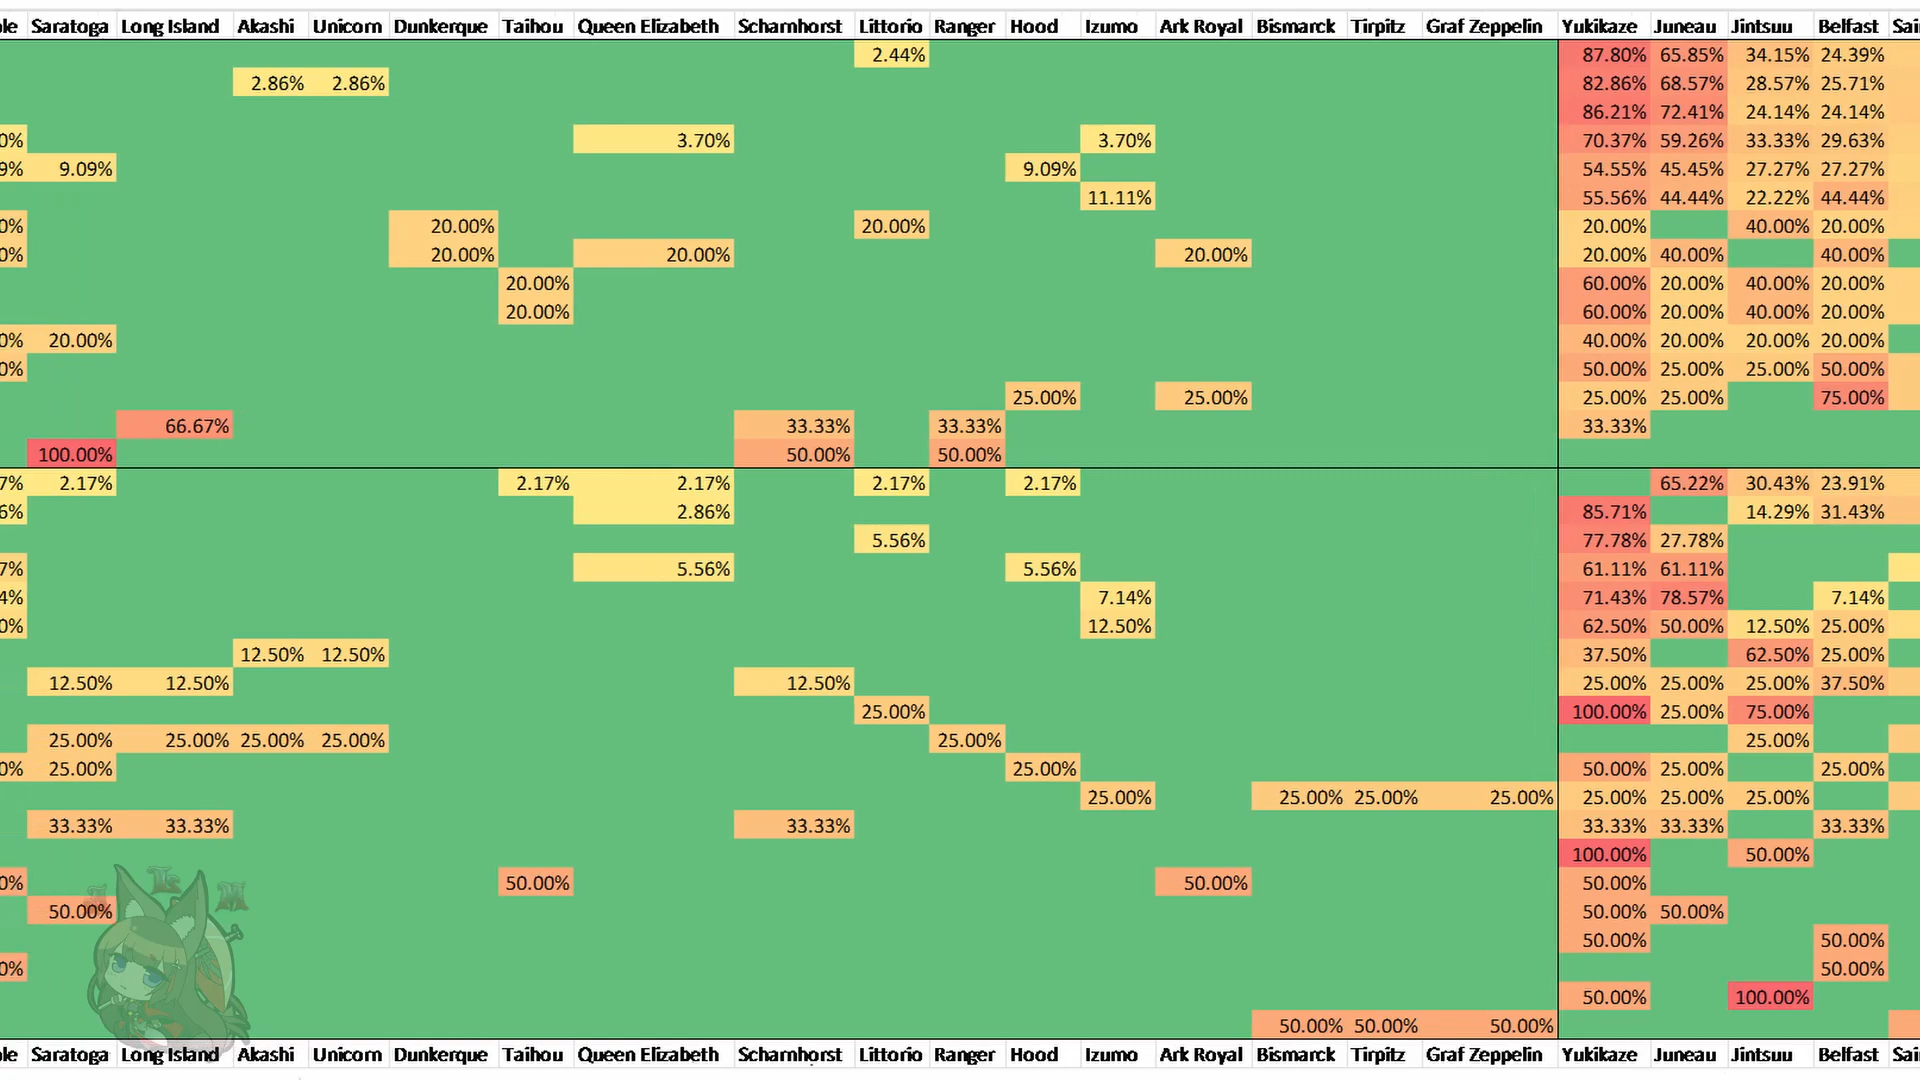 le Saratoga Long Island Akashi Unicorn Dunkerque Taihou Queen Elizabeth Scharnhorst Littorio Ranger Hood Izumo Ark Royal Bismarck Tirpitz Graf Zeppelin Yukikaze Juneau Jintsuu Belfast Sai
2.44% 87.80% 65.85% 34.15% 24.39%
2.86% 2.86% 82.86% 68.57% 28.57% 25.71%
86.21% 72.41% 24.14% 24.14%
0% 3.70% 3.70% 70.37% 59.26% 33.33% 29.63%
9% 9.09% 9.09% 54.55% 45.45% 27.27% 27.27%
11.11% 55.56% 44.44% 22.22% 44.44%
0% 20.00% 20.00% 20.00% 40.00% 20.00%
0% 20.00% 20.00% 20.00% 20.00% 40.00% 40.00%
20.00% 60.00% 20.00% 40.00% 20.00%
20.00% 60.00% 20.00% 40.00% 20.00%
0% 20.00% 40.00% 20.00% 20.00% 20.00%
0% 50.00% 25.00% 25.00% 50.00%
25.00% 25.00% 25.00% 25.00% 75.00%
66.67% 33.33% 33.33% 33.33%
100.00% 50.00% 50.00%
7% 2.17% 2.17% 2.17% 2.17% 2.17% 65.22% 30.43% 23.91%
6% 2.86% 85.71% 14.29% 31.43%
5.56% 77.78% 27.78%
7% 5.56% 5.56% 61.11% 61.11%
4% 7.14% 71.43% 78.57% 7.14%
0% 12.50% 62.50% 50.00% 12.50% 25.00%
12.50% 12.50% 37.50% 62.50% 25.00%
12.50% 12.50% 12.50% 25.00% 25.00% 25.00% 37.50%
25.00% 100.00% 25.00% 75.00%
25.00% 25.00% 25.00% 25.00% 25.00% 25.00%
0% 25.00% 25.00% 50.00% 25.00% 25.00%
25.00% 25.00% 25.00% 25.00% 25.00% 25.00% 25.00%
33.33% 33.33% 33.33% 33.33% 33.33% 33.33%
100.00% 50.00%
0% 50.00% 50.00% 50.00%
50.00% 50.00% 50.00%
50.00% 50.00%
0% 50.00%
50.00% 100.00%
50.00% 50.00% 50.00%
le Saratoga Long Island Akashi Unicorn Dunkerque Taihou Queen Elizabeth Scharnhorst Littorio Ranger Hood Izumo Ark Royal Bismarck Tirpitz Graf Zeppelin Yukikaze Juneau Jintsuu Belfast Sai